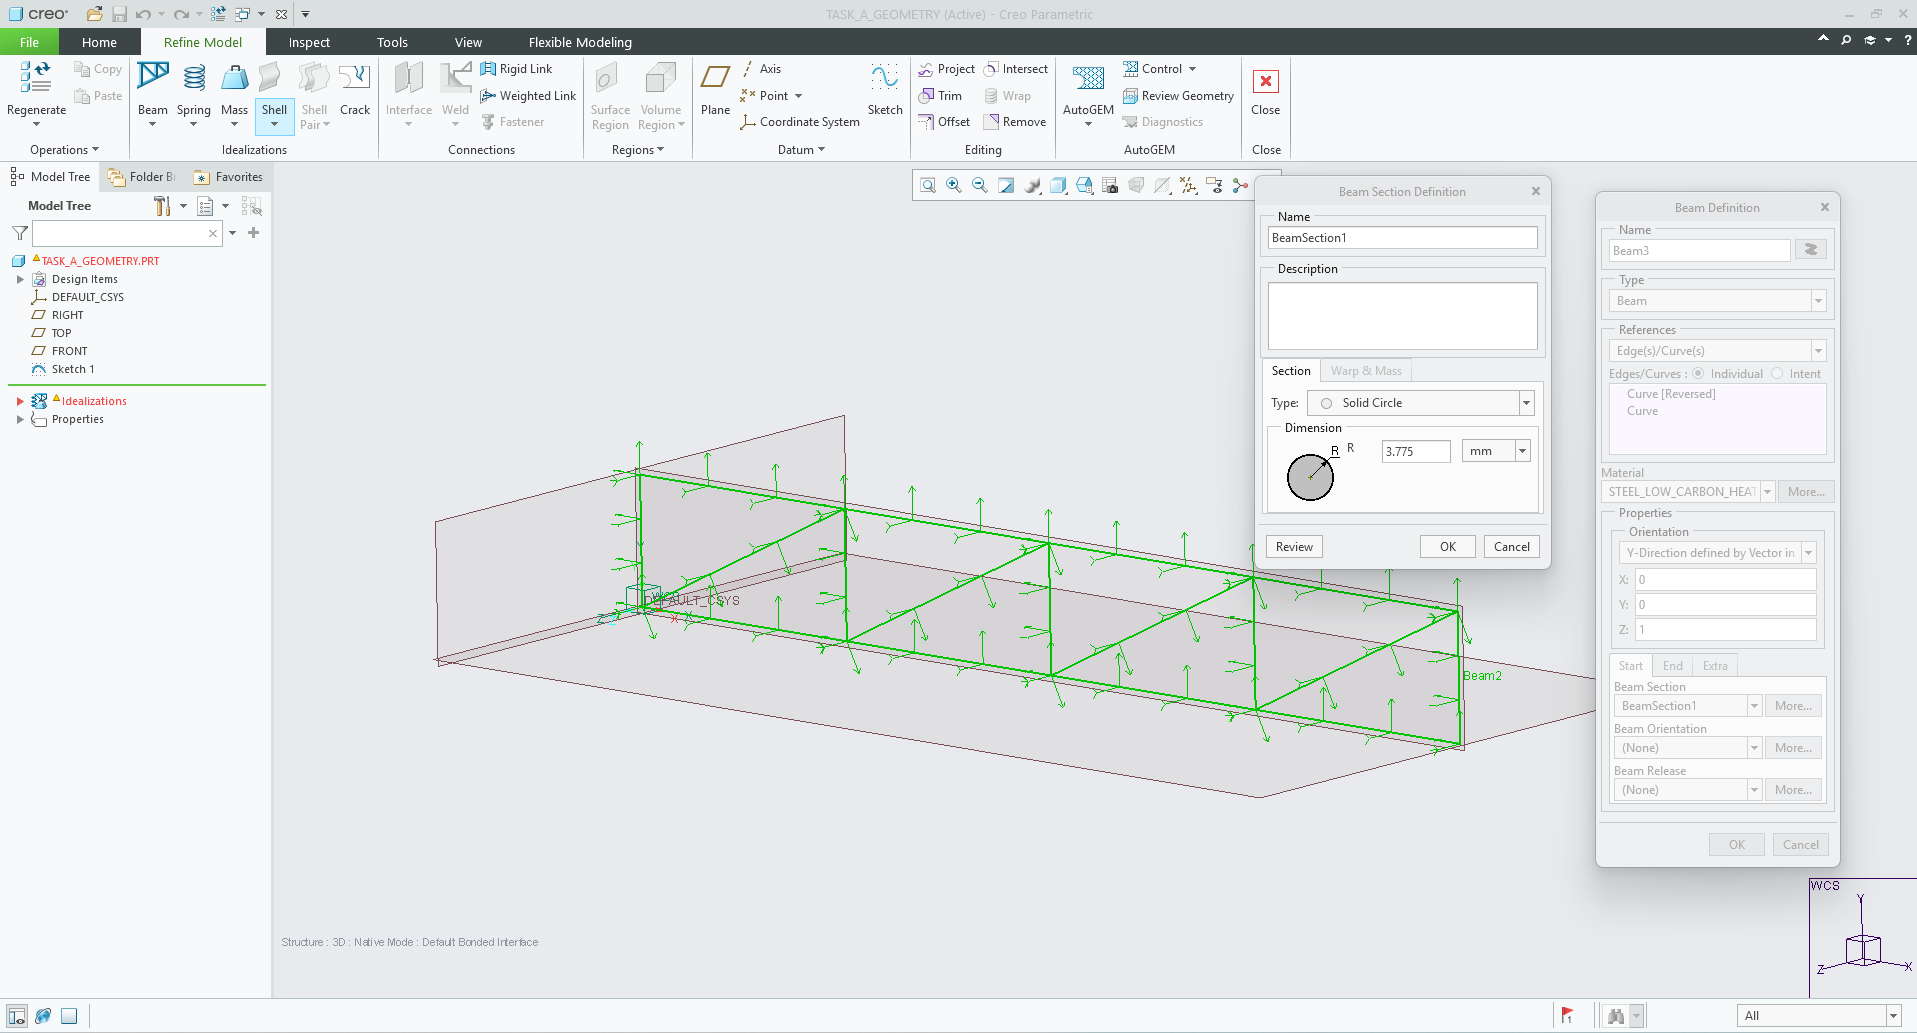 creo
TASK_A_GEOMETRY (Active) - Creo Parametric
File
Home
Refine Model
Inspect
Tools
View
Flexible Modeling
?
Regenerate
Copy
Paste
Operations
Beam
Spring
Mass
Shell
Shell Pair
Crack
Idealizations
Interface
Weld
Rigid Link
Weighted Link
Fastener
Connections
Surface Region
Volume Region
Regions
Plane
Axis
Point
Coordinate System
Sketch
Datum
Project
Intersect
Trim
Wrap
Offset
Remove
Editing
AutoGEM
Control
Review Geometry
Diagnostics
AutoGEM
Close
Close
Model Tree
Folder B
Favorites
Model Tree
TASK_A_GEOMETRY.PRT
Design Items
DEFAULT_CSYS
RIGHT
TOP
FRONT
Sketch 1
Idealizations
Properties
Beam Section Definition
Name
BeamSection1
Description
Section
Warp & Mass
Type:
Solid Circle
Dimension
R
R
3.775
mm
Review
OK
Cancel
Beam Definition
Name
Beam3
Type
Beam
References
Edge(s)/Curve(s)
Edges/Curves :
Individual
Intent
Curve [Reversed]
Curve
Material
STEEL_LOW_CARBON_HEAT
More...
Properties
Orientation
Y-Direction defined by Vector in
X:
0
Y:
0
Z:
1
Start
End
Extra
Beam Section
BeamSection1
More...
Beam Orientation
(None)
More...
Beam Release
(None)
More...
OK
Cancel
WCS
DEFAULT_CSYS
Z
X
Beam2
Structure : 3D : Native Mode : Default Bonded Interface
WCS
Y
Z
X
1
All